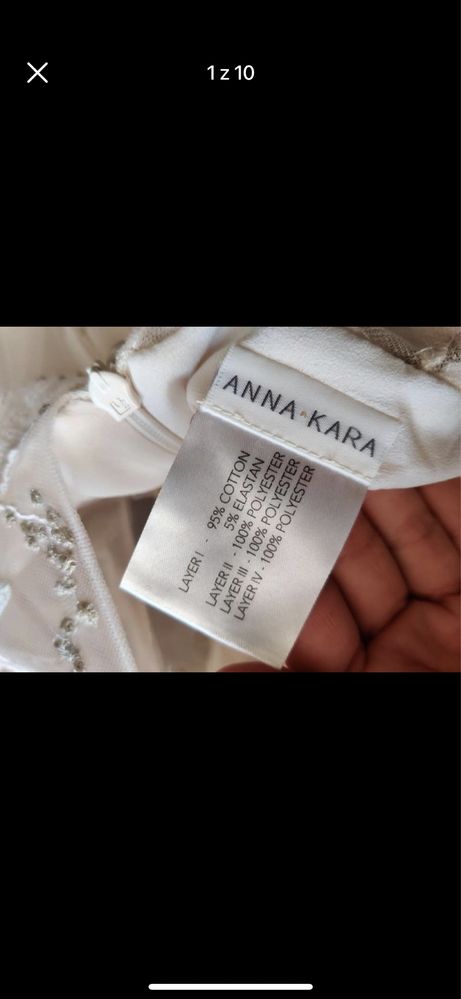 1 z 10
ANNA KARA
LAYER I - 95% COTTON
5% ELASTAN
LAYER II - 100% POLYESTER
LAYER III - 100% POLYESTER
LAYER IV - 100% POLYESTER